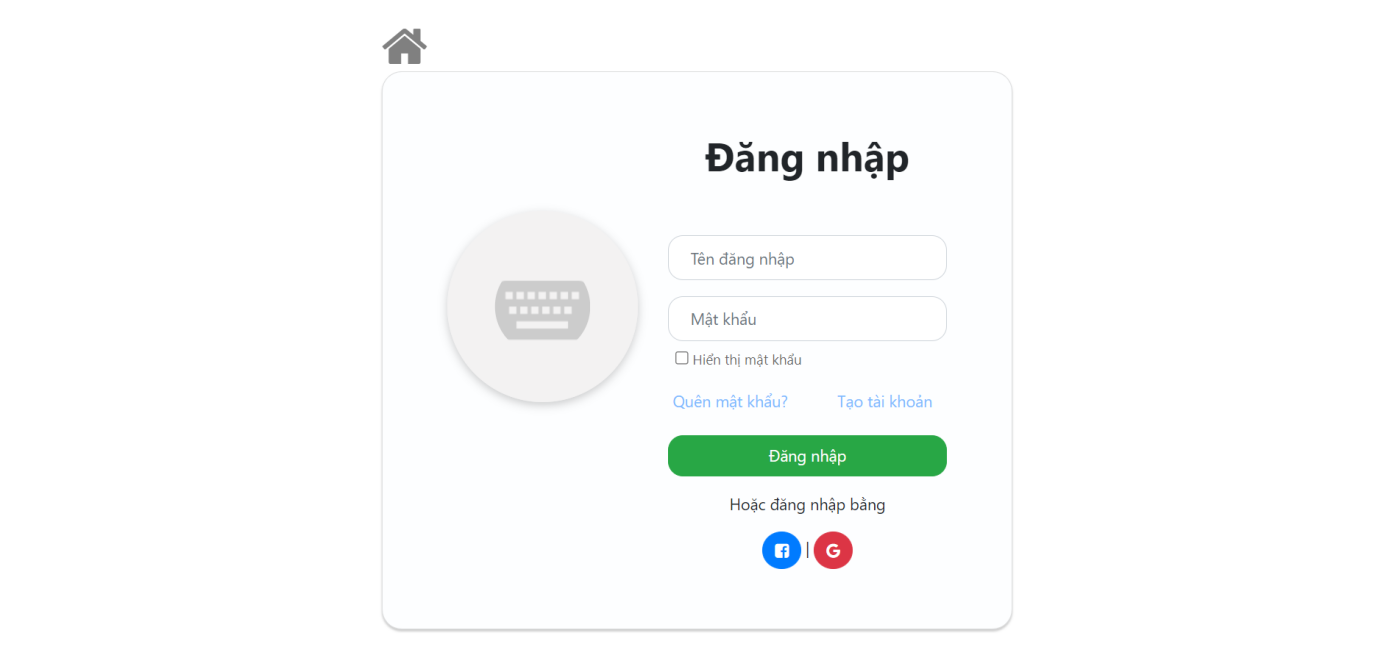 Đăng nhập
Tên đăng nhập
Mật khẩu
Hiển thị mật khẩu
Quên mật khẩu? Tạo tài khoản
Đăng nhập
Hoặc đăng nhập bằng
|